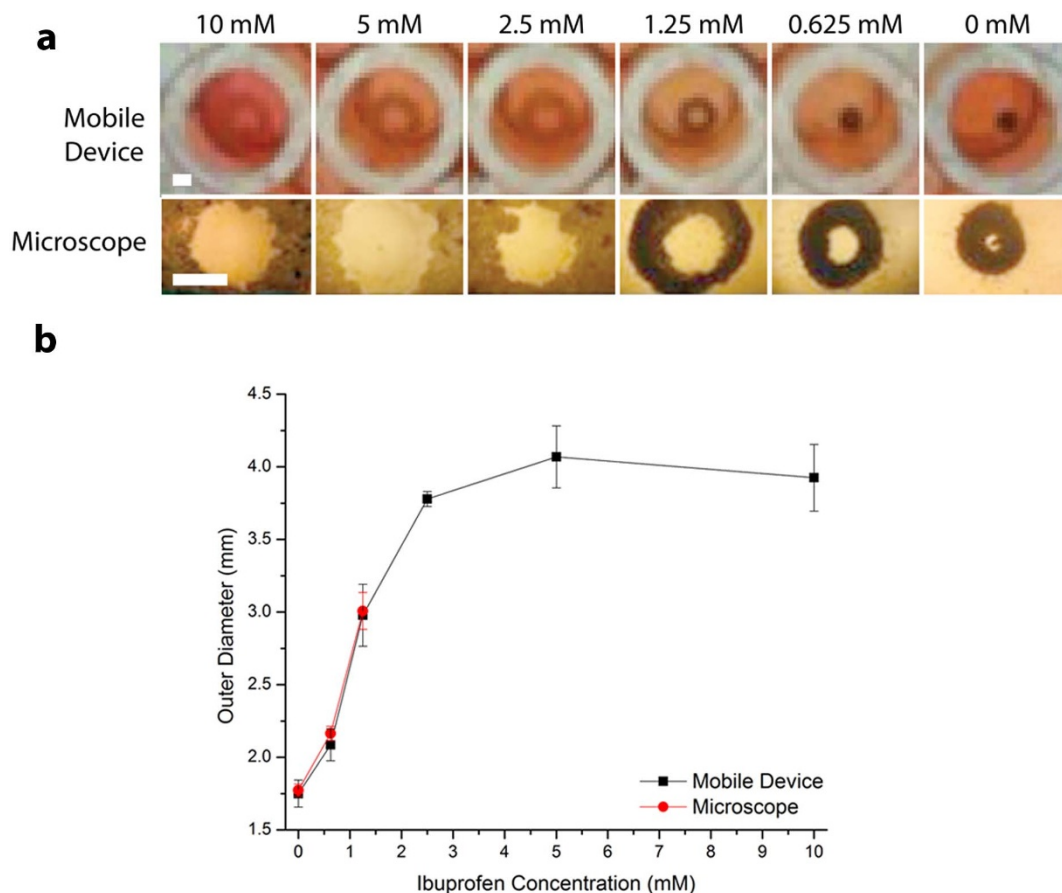 a
10 mM 5 mM 2.5 mM 1.25 mM 0.625 mM 0 mM
Mobile
Device
Microscope
b
4.5
4.0
3.5
3.0
2.5
2.0
1.5
Outer Diameter (mm)
Mobile Device
Microscope
0 1 2 3 4 5 6 7 8 9 10
Ibuprofen Concentration (mM)